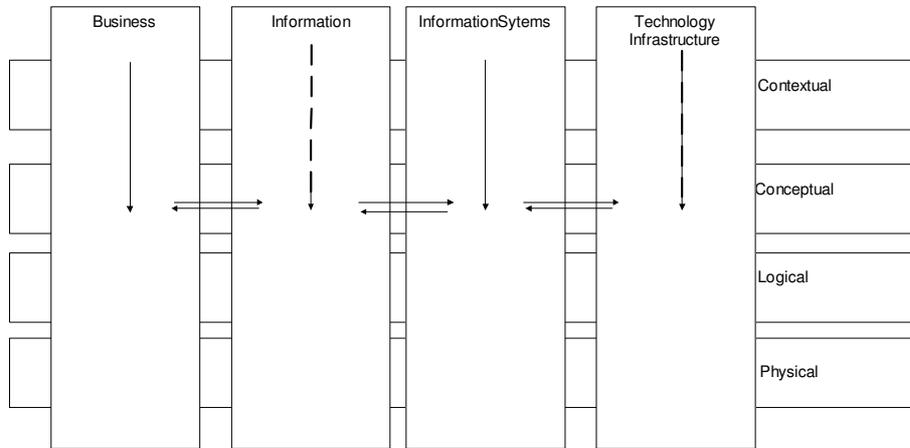 Business
Information
InformationSytems
Technology
Infrastructure
Contextual
Conceptual
Logical
Physical